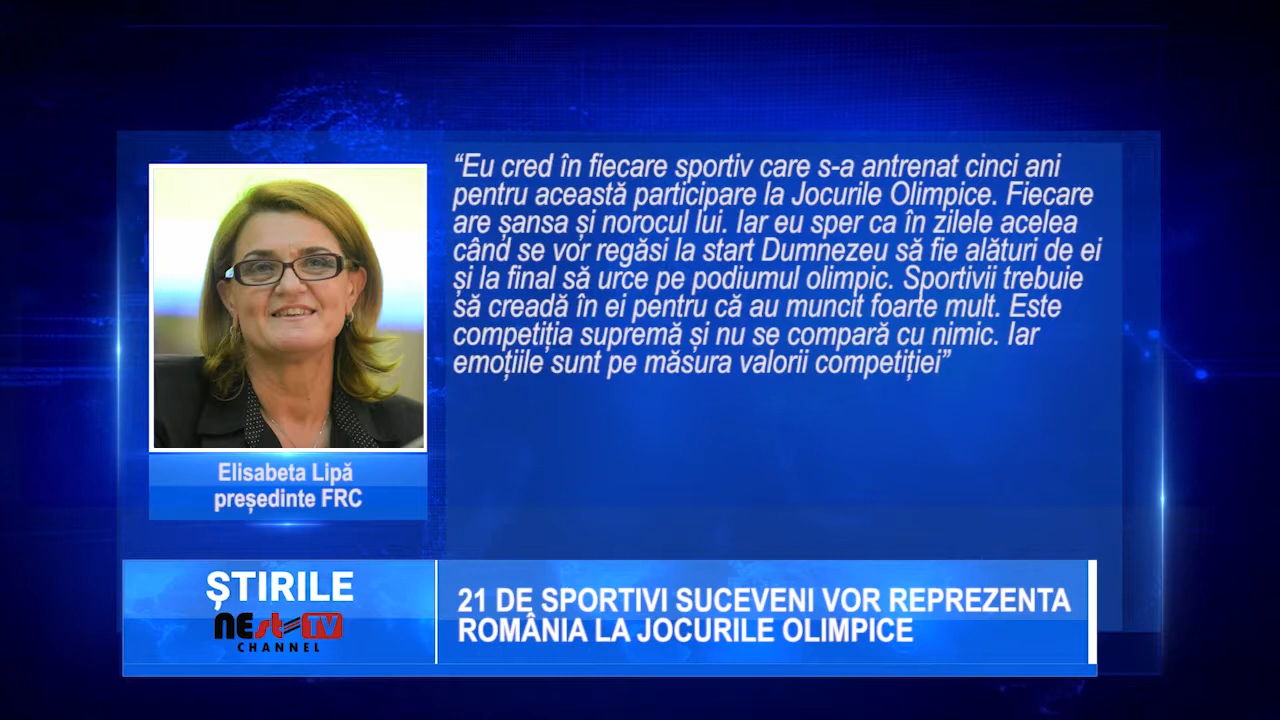 “Eu cred în fiecare sportiv care s-a antrenat cinci ani
pentru această participare la Jocurile Olimpice. Fiecare
are șansa și norocul lui. Iar eu sper ca în zilele acelea
când se vor regăsi la start Dumnezeu să fie alături de ei
și la final să urce pe podiumul olimpic. Sportivii trebuie
să creadă în ei pentru că au muncit foarte mult. Este
competiția supremă și nu se compară cu nimic. Iar
emoțiile sunt pe măsura valorii competiției”
Elisabeta Lipă
președinte FRC
ȘTIRILE
NEst TV
CHANNEL
21 DE SPORTIVI SUCEVENI VOR REPREZENTA
ROMÂNIA LA JOCURILE OLIMPICE